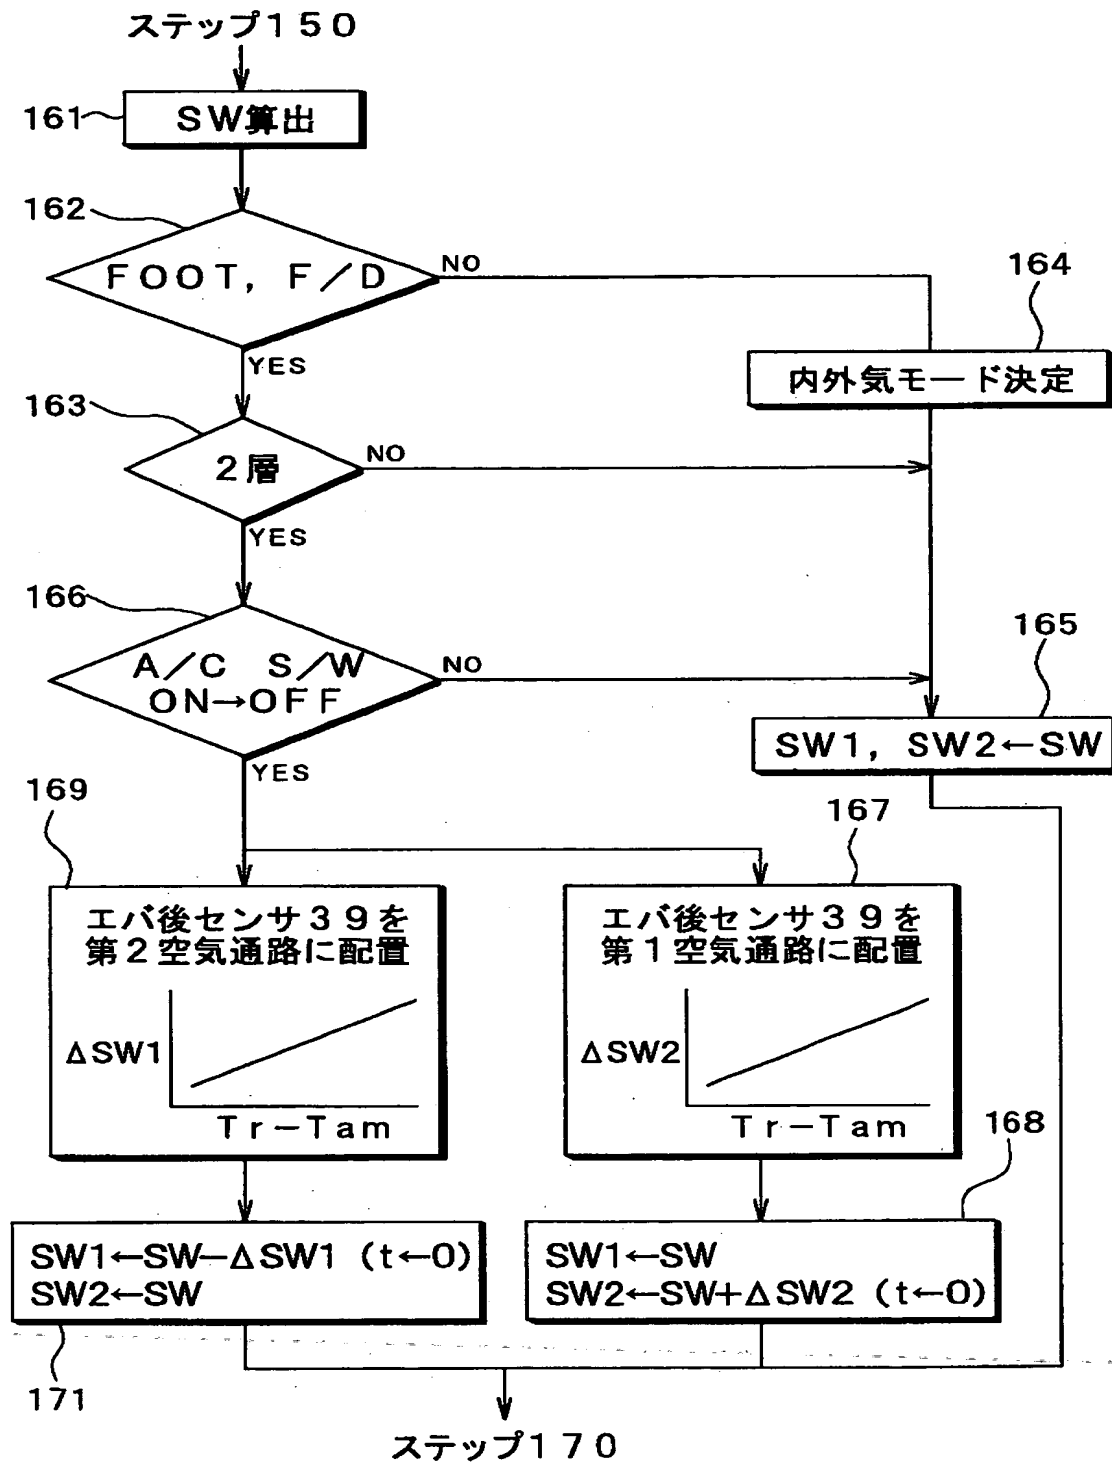 ステップ150
161
SW算出
162
FOOT, F/D
NO
164
YES
内外気モード決定
163
2層
NO
YES
166
A/C S/W
ON→OFF
NO
165
YES
SW1, SW2←SW
169
167
エバ後センサ39を
第2空気通路に配置
ΔSW1
Tr−Tam
エバ後センサ39を
第1空気通路に配置
ΔSW2
Tr−Tam
168
SW1←SW−ΔSW1 (t←0)
SW2←SW
SW1←SW
SW2←SW+ΔSW2 (t←0)
171
ステップ170